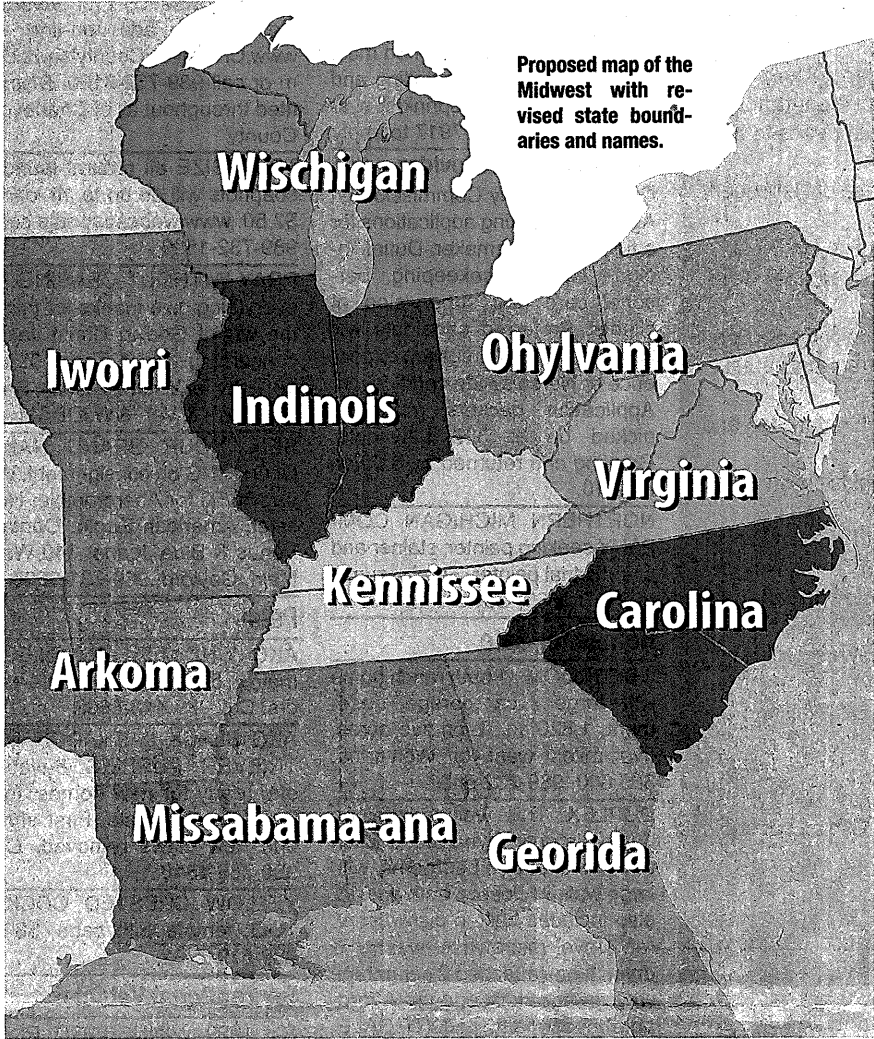 Proposed map of the
Midwest with re-
vised state bound-
aries and names.
Wischigan
Iworri
Indinois
Ohylvania
Virginia
Kennissee
Carolina
Arkoma
Missabama-ana
Georida